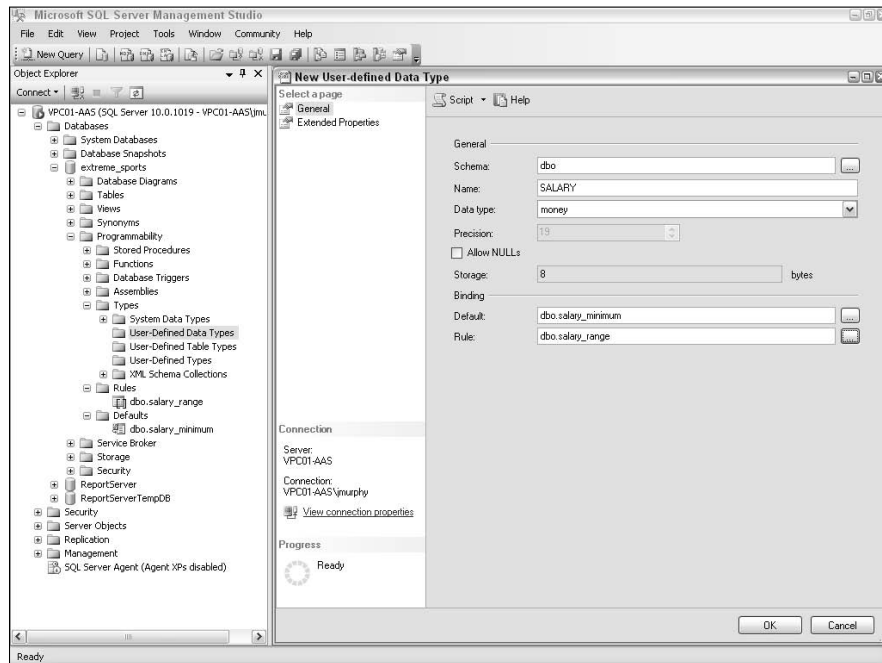 Microsoft SQL Server Management Studio
File Edit View Project Tools Window Community Help
New Query
Object Explorer
Connect
VPC01-AAS (SQL Server 10.0.1019 - VPC01-AAS\jmu
Databases
System Databases
Database Snapshots
extreme_sports
Database Diagrams
Tables
Views
Synonyms
Programmability
Stored Procedures
Functions
Database Triggers
Assemblies
Types
System Data Types
User-Defined Data Types
User-Defined Table Types
User-Defined Types
XML Schema Collections
Rules
dbo.salary_range
Defaults
dbo.salary_minimum
Service Broker
Storage
Security
ReportServer
ReportServerTempDB
Security
Server Objects
Replication
Management
SQL Server Agent (Agent XPs disabled)
New User-defined Data Type
Select a page
General
Extended Properties
Connection
Server:
VPC01-AAS
Connection:
VPC01-AAS\jmurphy
View connection properties
Progress
Ready
Script Help
General
Schema: dbo ...
Name: SALARY
Data type: money
Precision: 19
Allow NULLs
Storage: 8 bytes
Binding
Default: dbo.salary_minimum ...
Rule: dbo.salary_range ...
OK Cancel
Ready